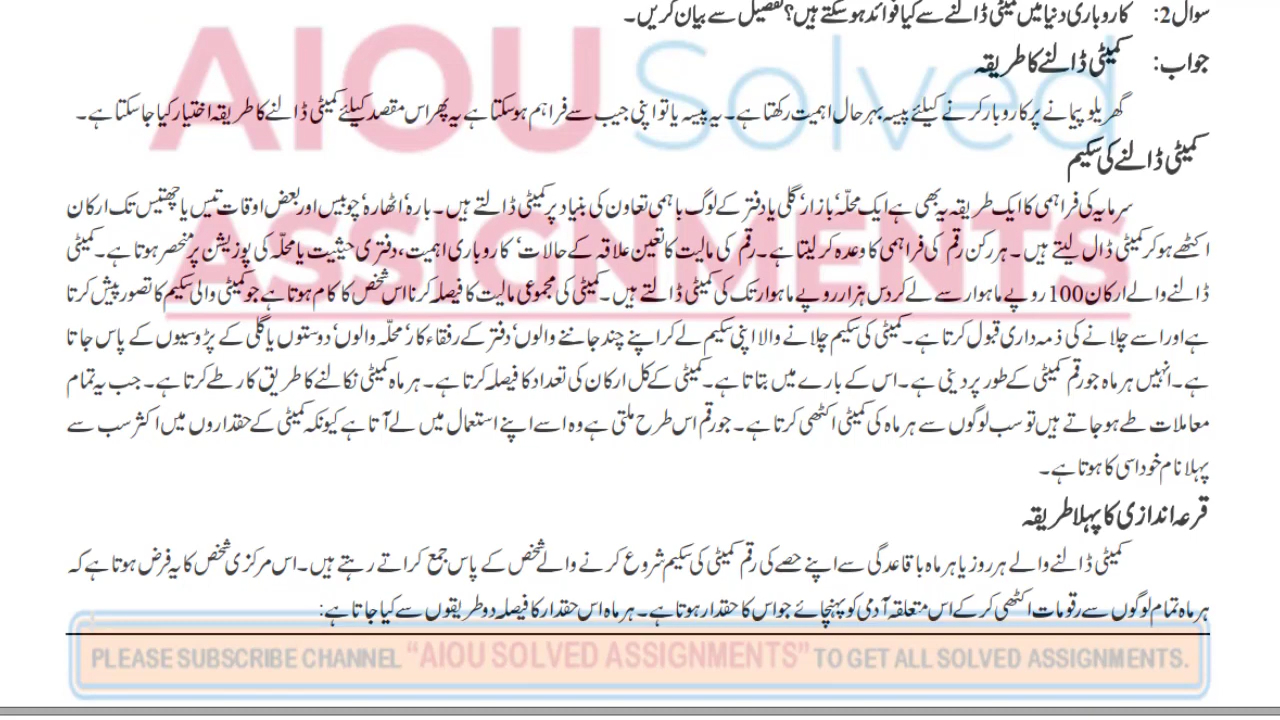 سوال 2: کاروباری دنیا میں کمیٹی ڈالنے سے کیا فوائد ہو سکتے ہیں؟ تفصیل سے بیان کریں۔
جواب: کمیٹی ڈالنے کا طریقہ
گھریلو پیمانے پر کاروبار کرنے کیلئے پیسہ بہر حال اہمیت رکھتا ہے۔ یہ پیسہ یا تو اپنی جیب سے فراہم ہو سکتا ہے یہ پھر اس مقصد کیلئے کمیٹی ڈالنے کا طریقہ اختیار کیا جا سکتا ہے۔
کمیٹی ڈالنے کی سکیم
سرمایہ کی فراہمی کا ایک طریقہ یہ بھی ہے ایک محلّہ‘ بازار‘ گلی یا دفتر کے لوگ باہمی تعاون کی بنیاد پر کمیٹی ڈالتے ہیں۔ بارہ‘ اٹھارہ‘ چوبیس اور بعض اوقات تیس یا چھتیس تک ارکان
اکٹھے ہو کر کمیٹی ڈال لیتے ہیں۔ ہر رکن رقم کی فراہمی کا وعدہ کر لیتا ہے۔ رقم کی مالیت کا تعین علاقہ کے حالات‘ کاروباری اہمیت، دفتری حیثیت یا محلّہ کی پوزیشن پر منحصر ہوتا ہے۔ کمیٹی
ڈالنے والے ارکان 100 روپے ماہوار سے لے کر دس ہزار روپے ماہوار تک کی کمیٹی ڈالتے ہیں۔ کمیٹی کی مجموعی مالیت کا فیصلہ کرنا اس شخص کا کام ہوتا ہے جو کمیٹی والی سکیم کا تصور پیش کرتا
ہے اور اسے چلانے کی ذمہ داری قبول کرتا ہے۔ کمیٹی کی سکیم چلانے والا اپنی سکیم لے کر اپنے چند جاننے والوں‘ دفتر کے رفقاء کار‘ محلّہ والوں‘ دوستوں یا گلی کے پڑوسیوں کے پاس جاتا
ہے۔ انہیں ہر ماہ جو رقم کمیٹی کے طور پر دینی ہے۔ اس کے بارے میں بتاتا ہے۔ کمیٹی کے کل ارکان کی تعداد کا فیصلہ کرتا ہے۔ ہر ماہ کمیٹی نکالنے کا طریق کار طے کرتا ہے۔ جب یہ تمام
معاملات طے ہو جاتے ہیں تو سب لوگوں سے ہر ماہ کی کمیٹی اکٹھی کرتا ہے۔ جو رقم اس طرح ملتی ہے وہ اسے اپنے استعمال میں لے آتا ہے کیونکہ کمیٹی کے حقداروں میں اکثر سب سے
پہلا نام خود اسی کا ہوتا ہے۔
قرعہ اندازی کا پہلا طریقہ
کمیٹی ڈالنے والے ہر روز یا ہر ماہ باقاعدگی سے اپنے حصے کی رقم کمیٹی کی سکیم شروع کرنے والے شخص کے پاس جمع کراتے رہتے ہیں۔ اس مرکزی شخص کا یہ فرض ہوتا ہے کہ
ہر ماہ تمام لوگوں سے رقومات اکٹھی کر کے اس متعلقہ آدمی کو پہنچائے جو اس کا حقدار ہوتا ہے۔ ہر ماہ اس حقدار کا فیصلہ دو طریقوں سے کیا جاتا ہے:
AIOU Solved
ASSIGNMENTS
PLEASE SUBSCRIBE CHANNEL “AIOU SOLVED ASSIGNMENTS” TO GET ALL SOLVED ASSIGNMENTS.